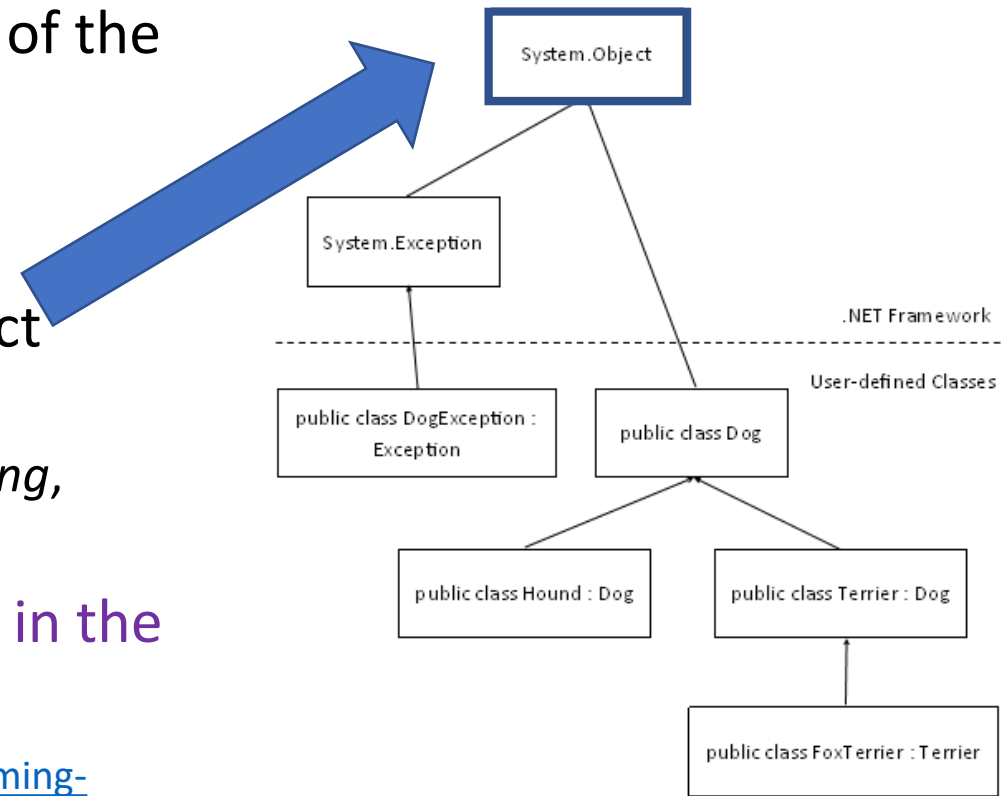 of the
ct
ng,
in the
ming-
System.Object
System.Exception
.NET Framework
User-defined Classes
public class DogException :
Exception
public class Dog
public class Hound : Dog
public class Terrier : Dog
public class FoxTerrier : Terrier